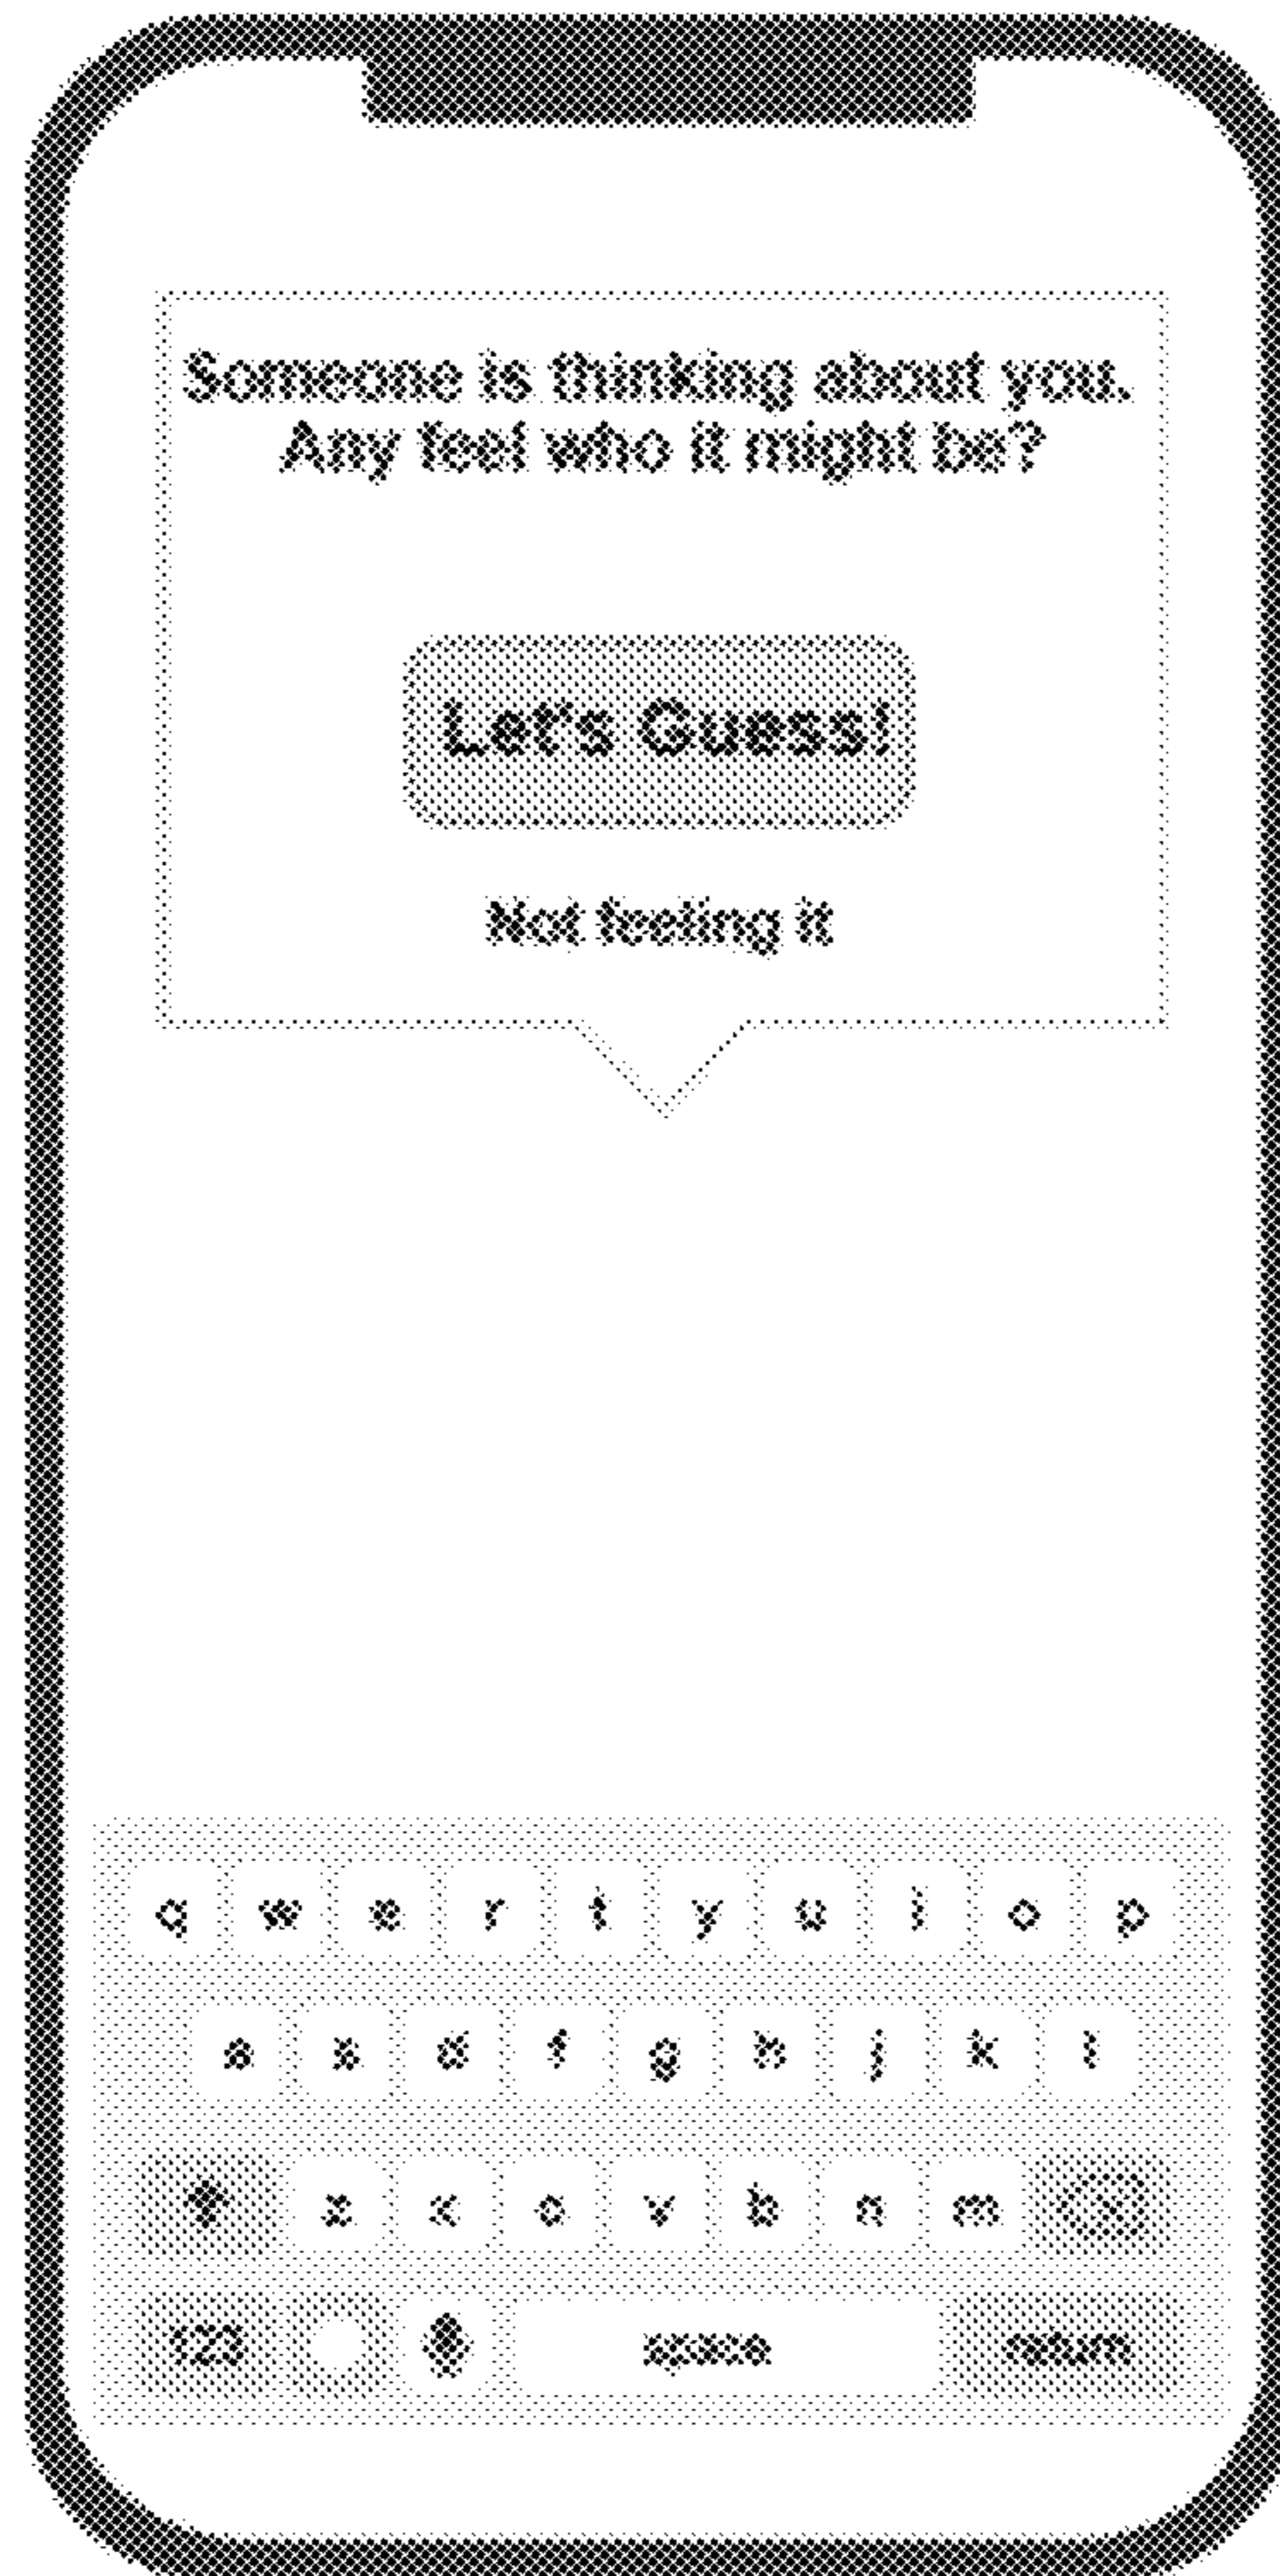 Someone is thinking about you.
Any feel who it might be?
Let's Guess!
Not feeling it
q w e r t y u i o p
a s d f g h j k l
z x c v b n m
123 space return